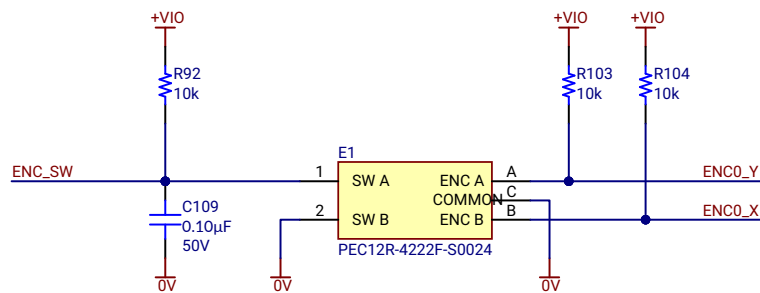 +VIO
+VIO
+VIO
R92
10k
R103
10k
R104
10k
E1
ENC_SW
1
SW A
ENC A
A
ENC0_Y
COMMON
C
C109
0.10µF
50V
2
SW B
ENC B
B
ENC0_X
PEC12R-4222F-S0024
0V
0V
0V